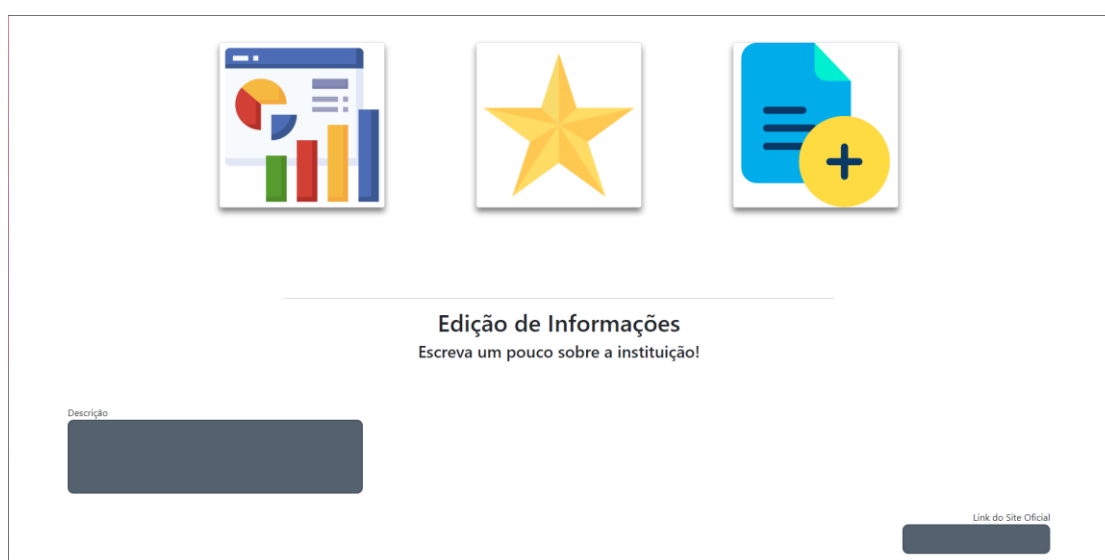 Edição de Informações
Escreva um pouco sobre a instituição!
Descrição
Link do Site Oficial